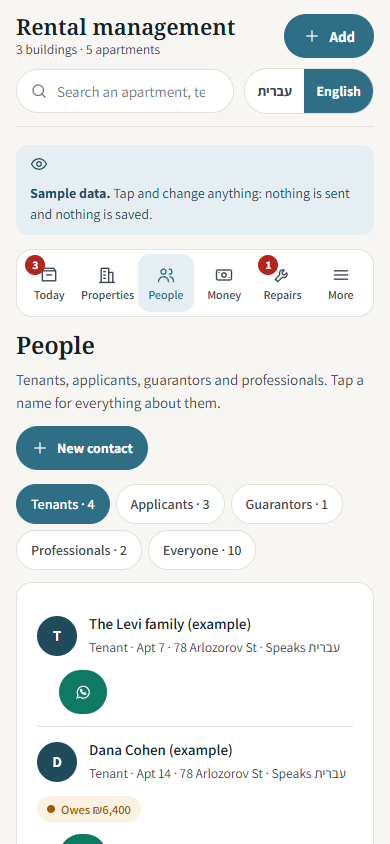 Rental management
3 buildings · 5 apartments
Add
Search an apartment, te
עברית
English
Sample data. Tap and change anything: nothing is sent
and nothing is saved.
3
1
Today
Properties
People
Money
Repairs
More
People
Tenants, applicants, guarantors and professionals. Tap a
name for everything about them.
New contact
Tenants · 4
Applicants · 3
Guarantors · 1
Professionals · 2
Everyone · 10
T
The Levi family (example)
Tenant · Apt 7 · 78 Arlozorov St · Speaks עברית
D
Dana Cohen (example)
Tenant · Apt 14 · 78 Arlozorov St · Speaks עברית
Owes ₪6,400